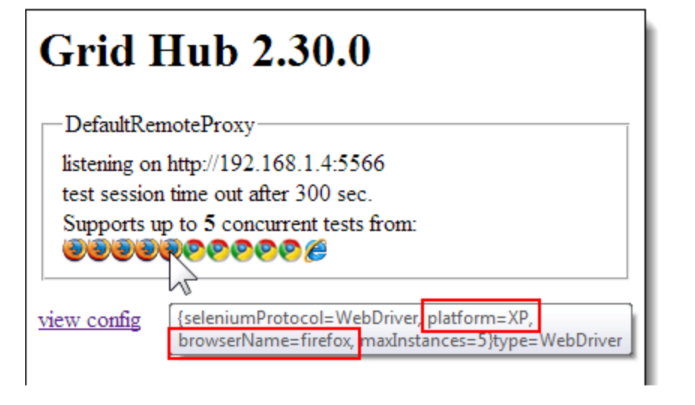 Grid Hub 2.30.0
DefaultRemoteProxy
listening on http://192.168.1.4:5566
test session time out after 300 sec.
Supports up to 5 concurrent tests from:
view config
{seleniumProtocol=WebDriver, platform=XP,
browserName=firefox, maxInstances=5}type=WebDriver